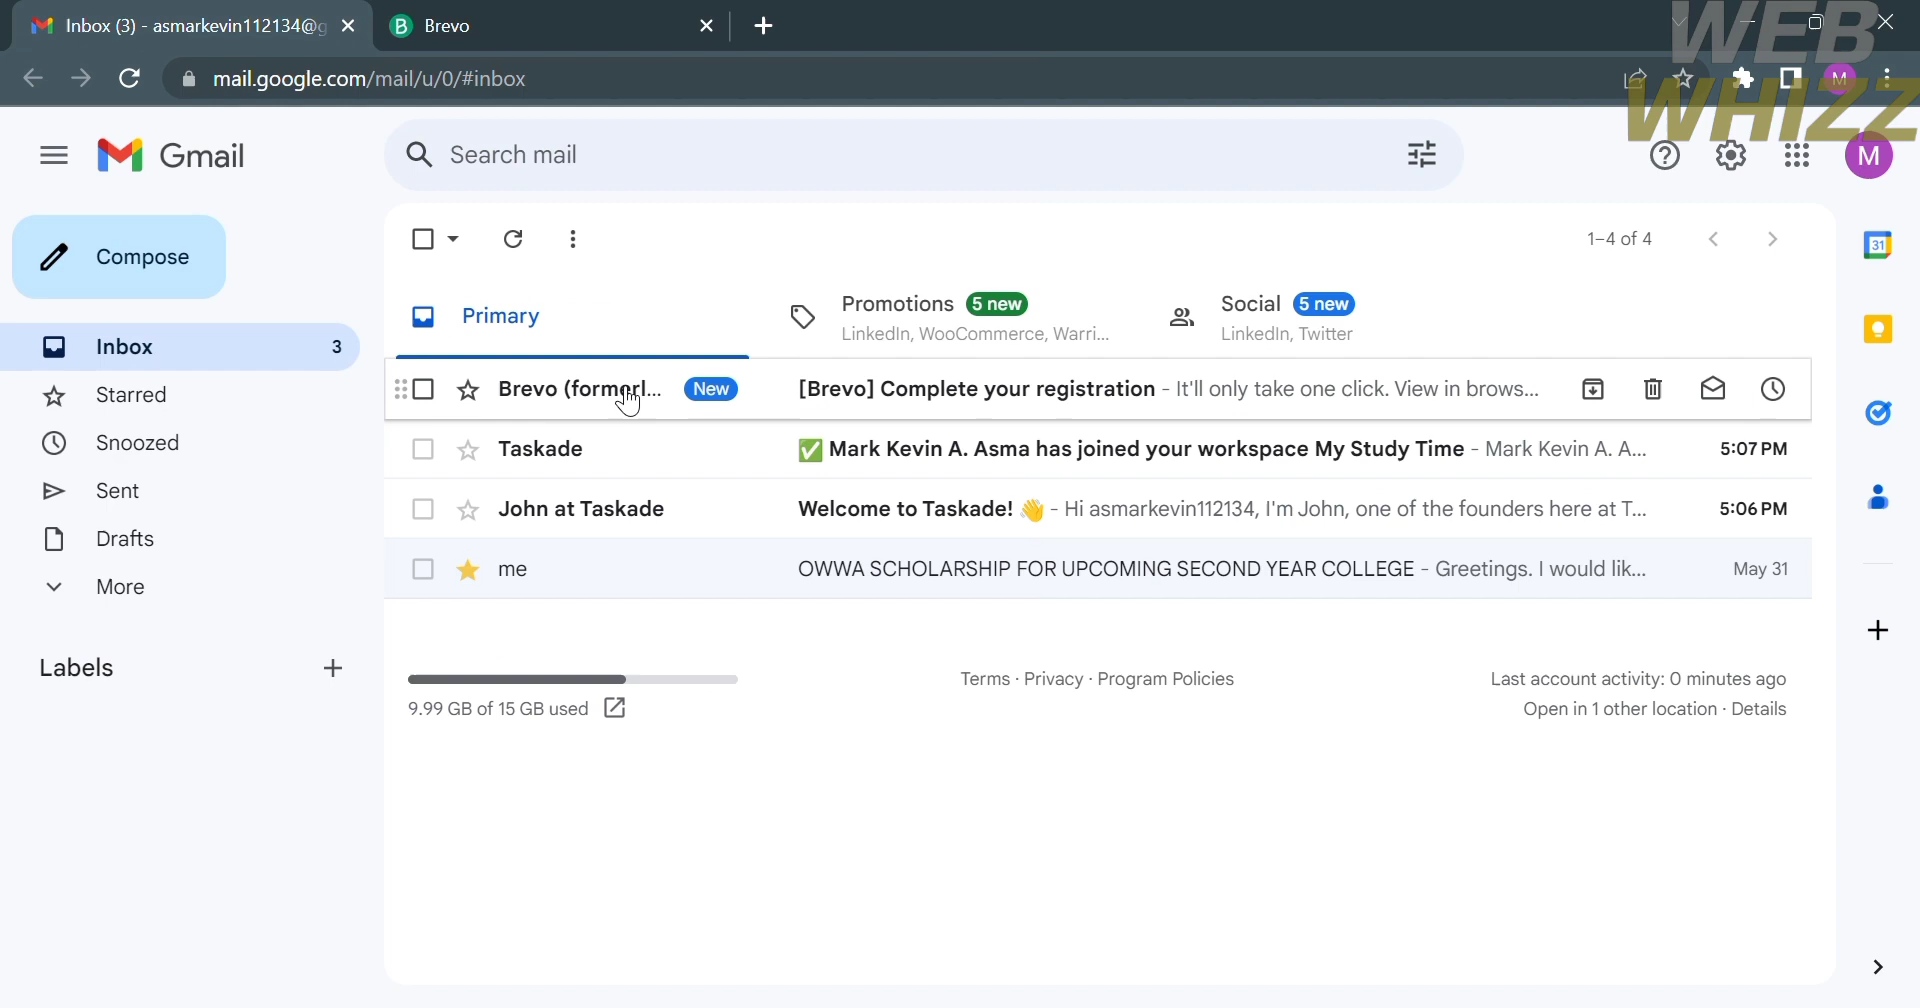 Inbox (3) - asmarkevin112134@g
Brevo
WEB
WHIZZ
mail.google.com/mail/u/0/#inbox
M
Gmail
Search mail
M
Compose
1–4 of 4
31
Primary
Promotions 5 new
LinkedIn, WooCommerce, Warri...
Social 5 new
LinkedIn, Twitter
Inbox 3
Starred
Snoozed
Sent
Drafts
More
Labels
Brevo (formerl... New [Brevo] Complete your registration - It'll only take one click. View in brows...
Taskade ✅ Mark Kevin A. Asma has joined your workspace My Study Time - Mark Kevin A. A... 5:07 PM
John at Taskade Welcome to Taskade! 👋 - Hi asmarkevin112134, I'm John, one of the founders here at T... 5:06 PM
me OWWA SCHOLARSHIP FOR UPCOMING SECOND YEAR COLLEGE - Greetings. I would lik... May 31
9.99 GB of 15 GB used
Terms · Privacy · Program Policies
Last account activity: 0 minutes ago
Open in 1 other location · Details